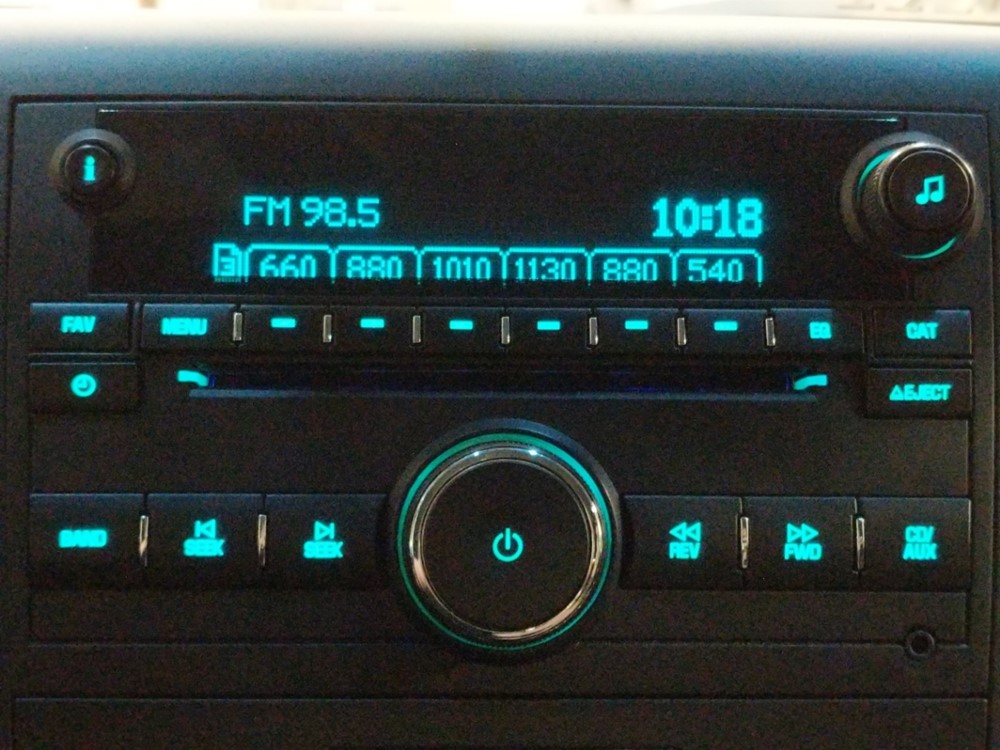 i
FM 98.5 10:18
3 660 880 1010 1130 880 540
FAV MENU EQ CAT
EJECT
BAND SEEK SEEK REV FWD CD/
AUX